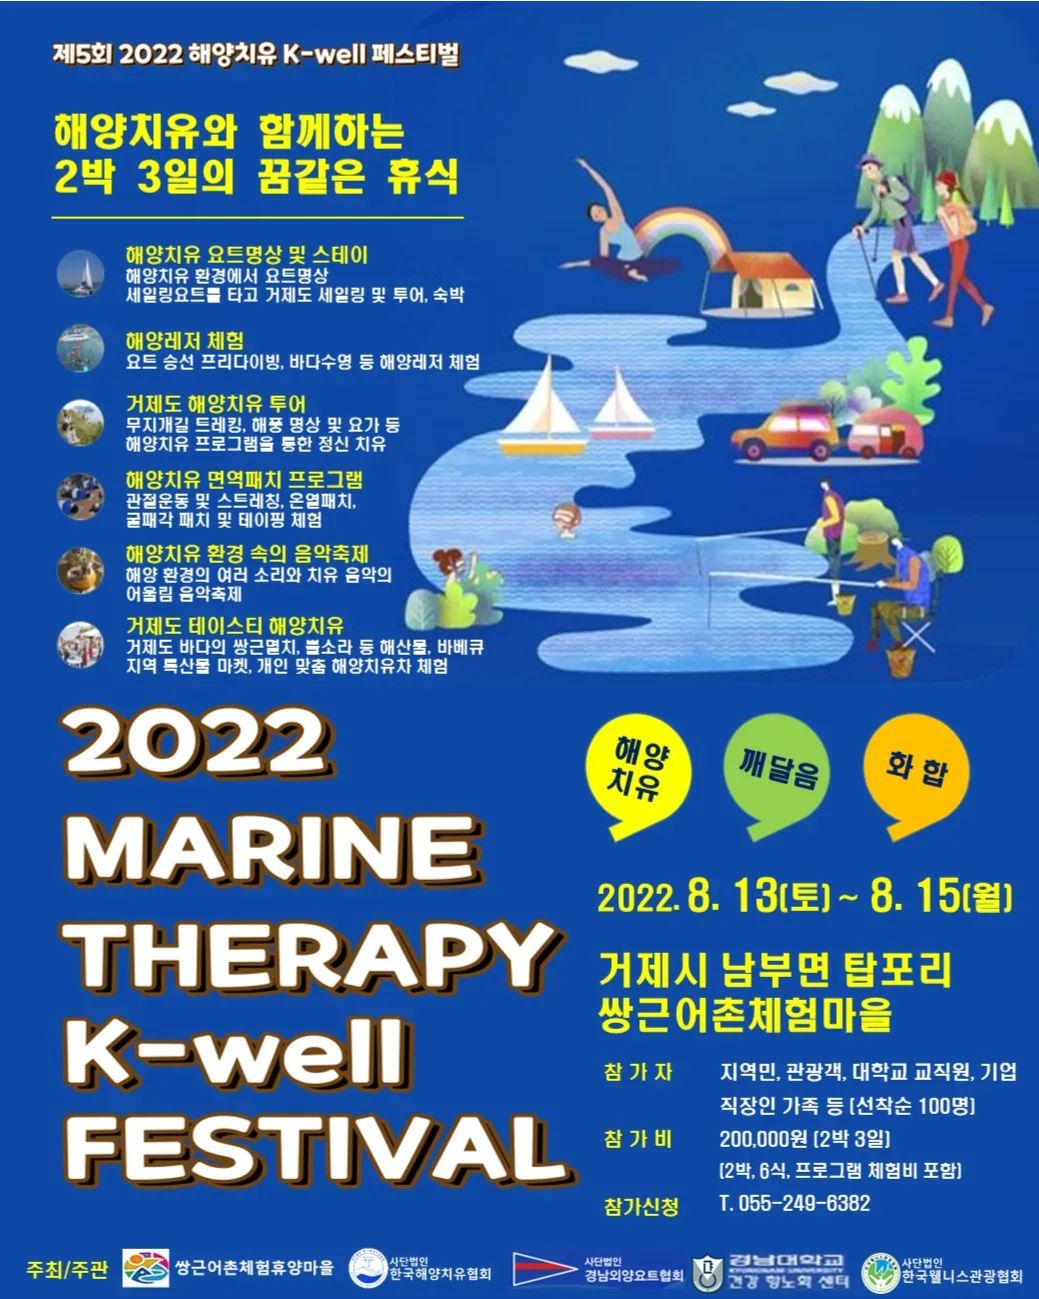 제5회 2022 해양치유 K-well 페스티벌
해양치유와 함께하는
2박 3일의 꿈같은 휴식
해양치유 요트명상 및 스테이
해양치유 환경에서 요트명상
세일링요트를 타고 거제도 세일링 및 투어, 숙박
해양레저 체험
요트 승선 프리다이빙, 바다수영 등 해양레저 체험
거제도 해양치유 투어
무지개길 트레킹, 해풍 명상 및 요가 등
해양치유 프로그램을 통한 정신 치유
해양치유 면역패치 프로그램
관절운동 및 스트레칭, 온열패치,
굴패각 패치 및 테이핑 체험
해양치유 환경 속의 음악축제
해양 환경의 여러 소리와 치유 음악의
어울림 음악축제
거제도 테이스티 해양치유
거제도 바다의 쌍근멸치, 뿔소라 등 해산물, 바베큐
지역 특산물 마켓, 개인 맞춤 해양치유차 체험
2022
MARINE
THERAPY
K-well
FESTIVAL
해양
치유
깨달음
화합
2022. 8. 13(토) ~ 8. 15(월)
거제시 남부면 탑포리
쌍근어촌체험마을
참 가 자 지역민, 관광객, 대학교 교직원, 기업
직장인 가족 등 (선착순 100명)
참 가 비 200,000원 (2박 3일)
(2박, 6식, 프로그램 체험비 포함)
참가신청 T. 055-249-6382
주최/주관
쌍근어촌체험휴양마을
사단법인
한국해양치유협회
사단법인
경남외양요트협회
경남대학교
건강 항노화 센터
사단법인
한국웰니스관광협회